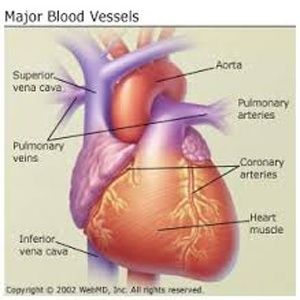 Major Blood Vessels
Superior
vena cava
Aorta
Pulmonary
arteries
Pulmonary
veins
Coronary
arteries
Heart
muscle
Inferior
vena cava
Copyright © 2002 WebMD, Inc. All rights reserved.